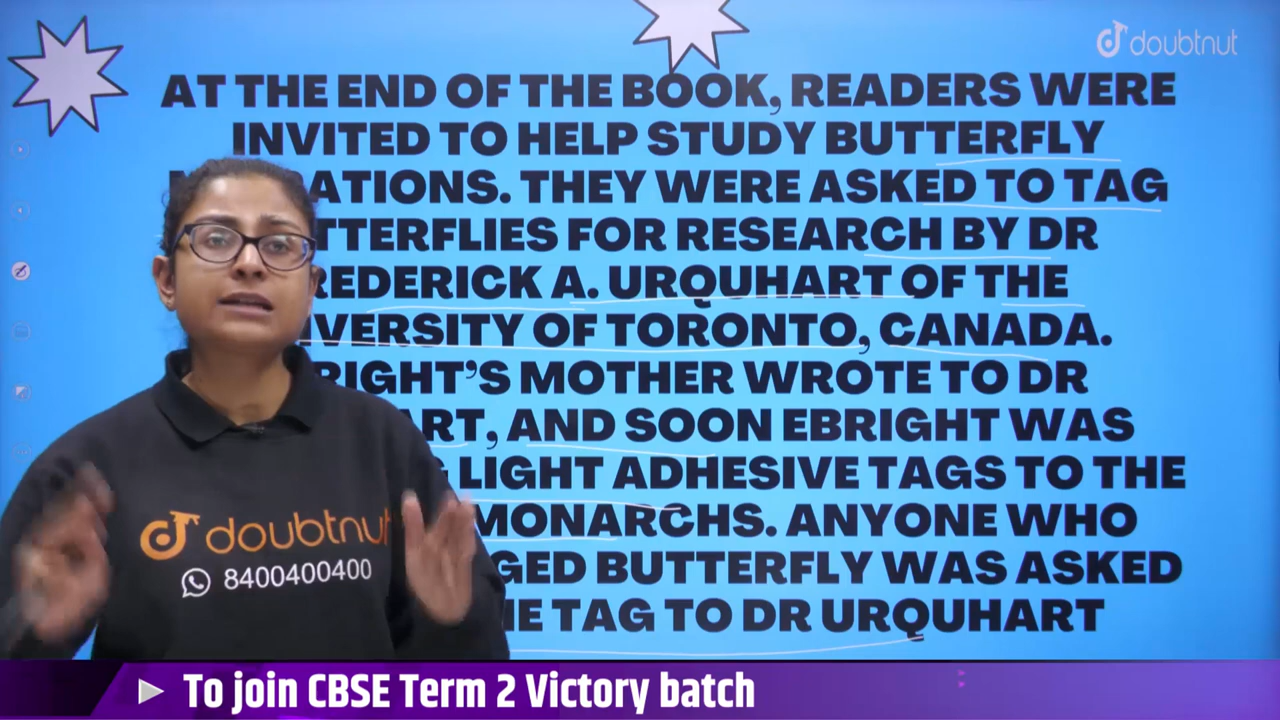 doubtnut
AT THE END OF THE BOOK, READERS WERE
INVITED TO HELP STUDY BUTTERFLY
ATIONS. THEY WERE ASKED TO TAG
TTERFLIES FOR RESEARCH BY DR
REDERICK A. URQUHART OF THE
IVERSITY OF TORONTO, CANADA.
RIGHT'S MOTHER WROTE TO DR
ART, AND SOON EBRIGHT WAS
LIGHT ADHESIVE TAGS TO THE
MONARCHS. ANYONE WHO
GED BUTTERFLY WAS ASKED
TAG TO DR URQUHART
doubtnut
8400400400
To join CBSE Term 2 Victory batch